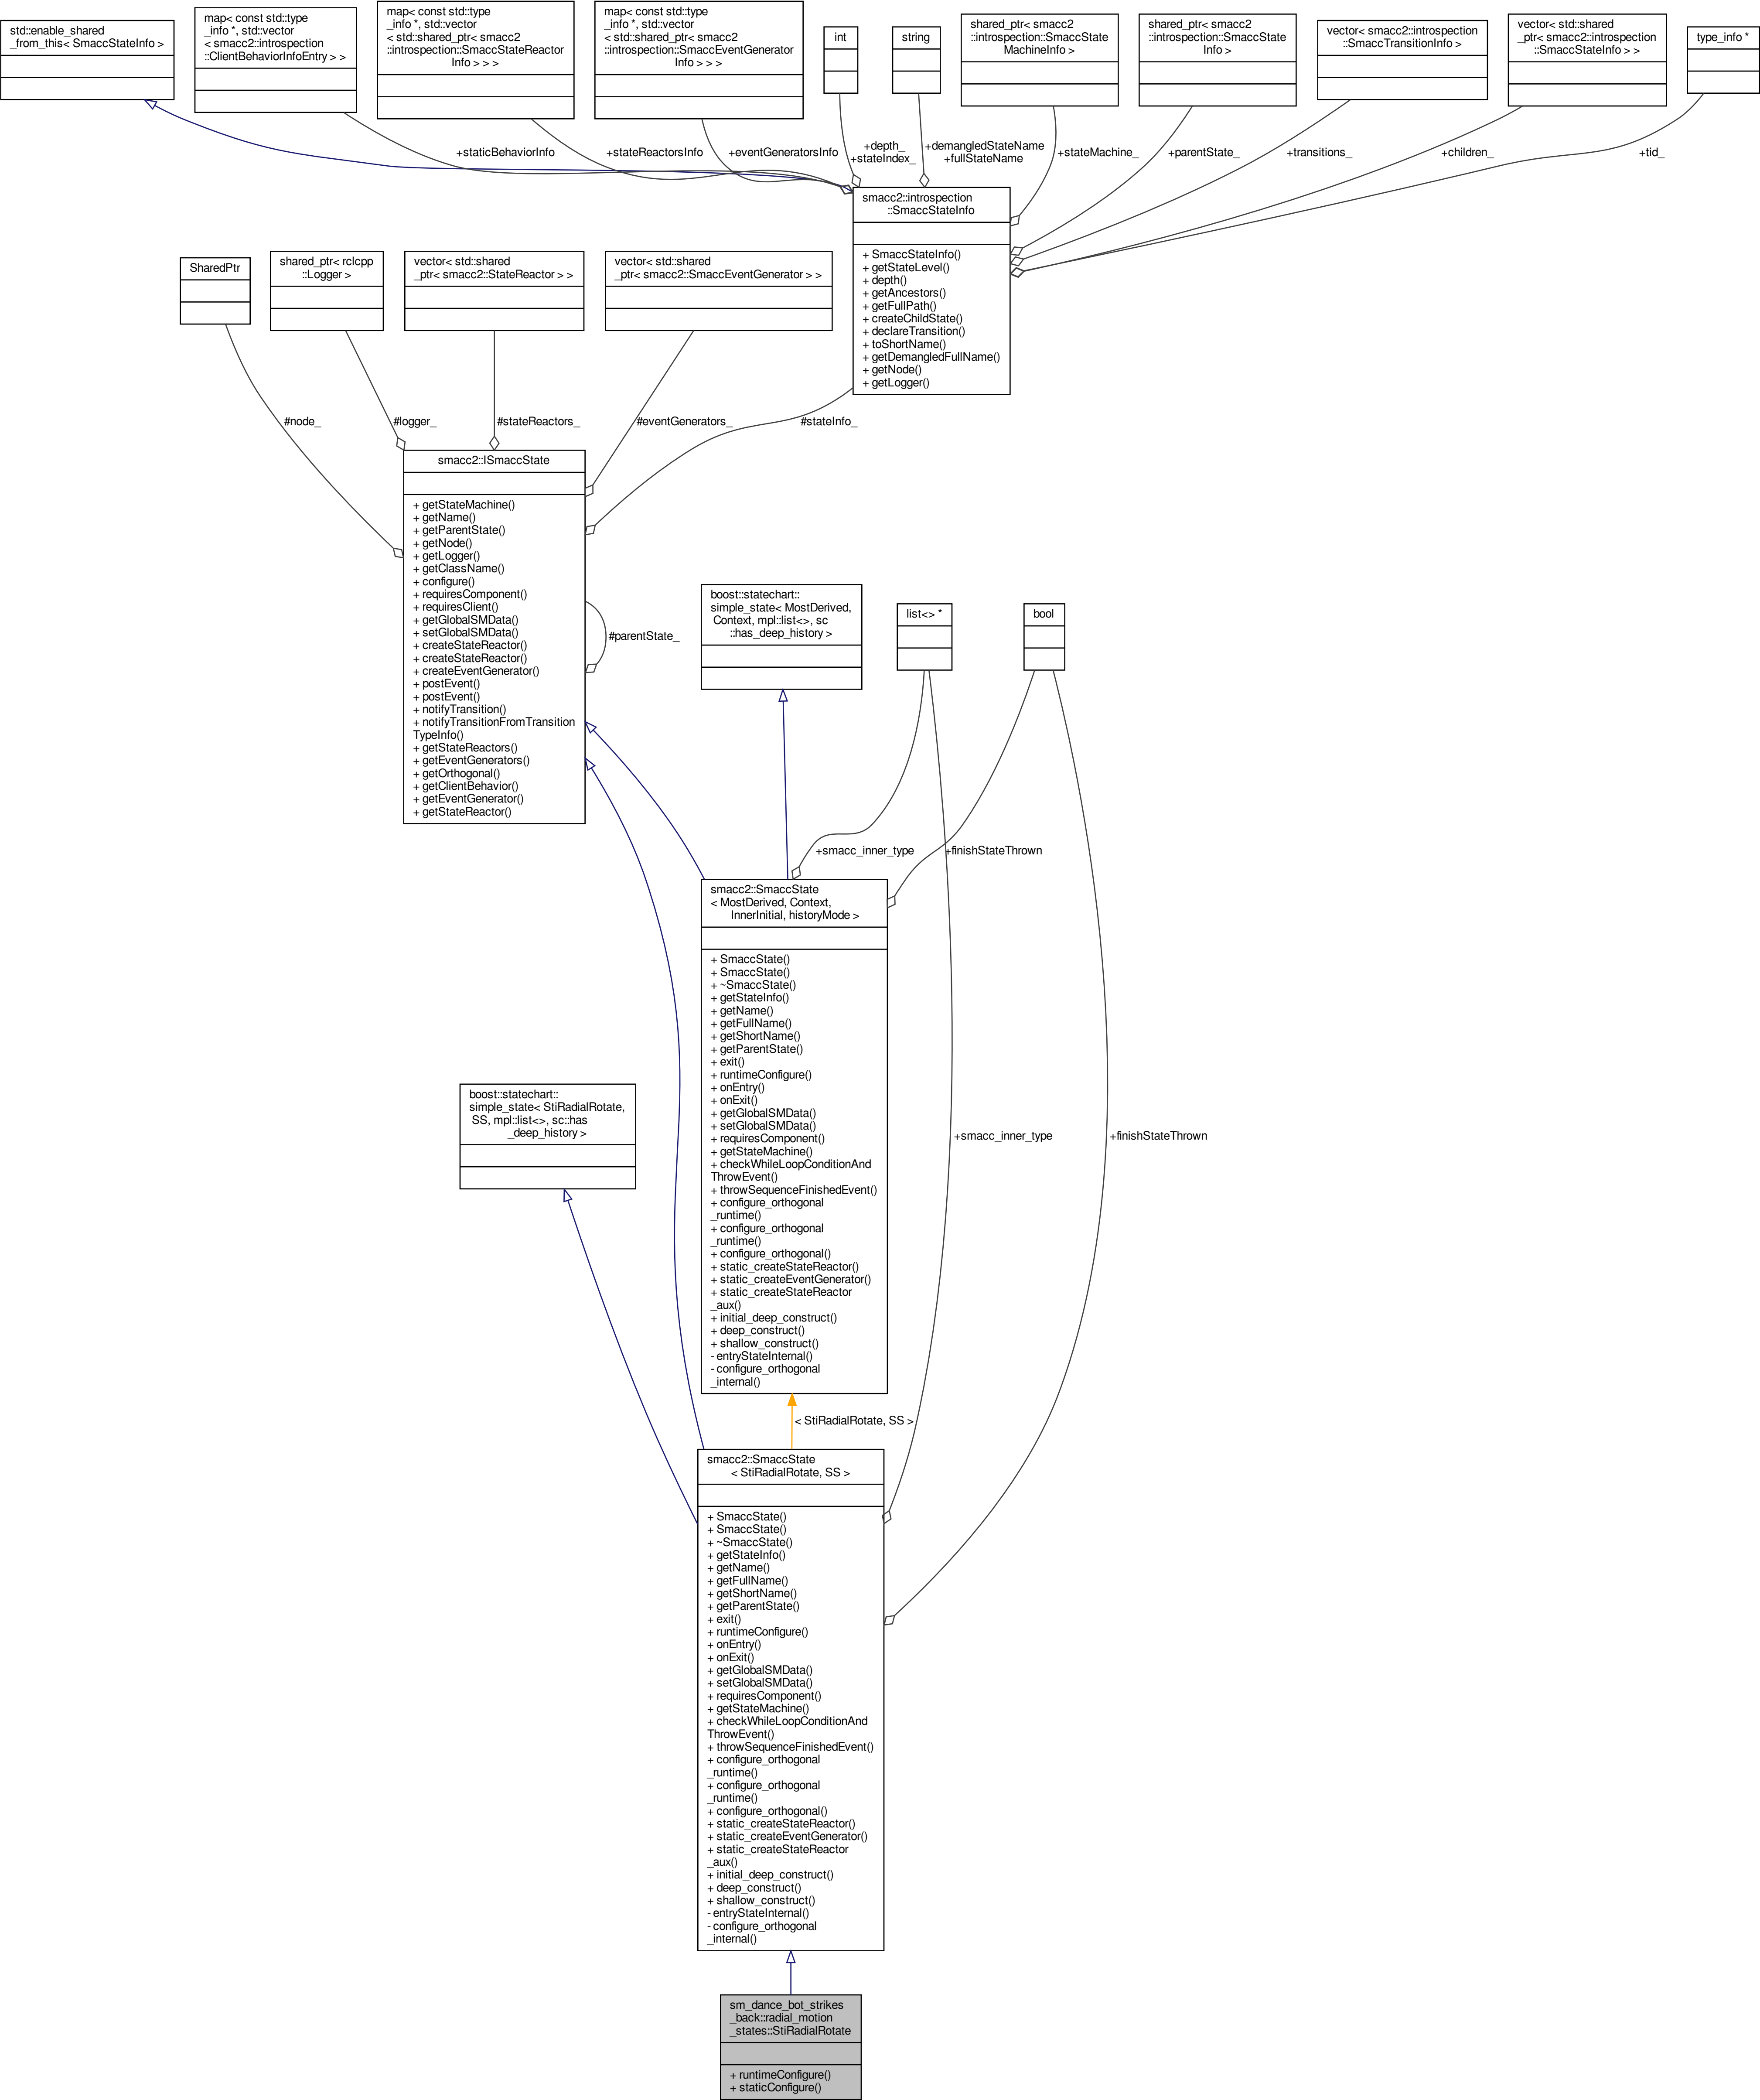 std::enable_shared
_from_this< SmaccStateInfo >
map< const std::type
_info *, std::vector
< smacc2::introspection
::ClientBehaviorInfoEntry > >
map< const std::type
_info *, std::vector
< std::shared_ptr< smacc2
::introspection::SmaccStateReactor
Info > > >
map< const std::type
_info *, std::vector
< std::shared_ptr< smacc2
::introspection::SmaccEventGenerator
Info > > >
int
string
shared_ptr< smacc2
::introspection::SmaccState
MachineInfo >
shared_ptr< smacc2
::introspection::SmaccState
Info >
vector< smacc2::introspection
::SmaccTransitionInfo >
vector< std::shared
_ptr< smacc2::introspection
::SmaccStateInfo > >
type_info *
+staticBehaviorInfo
+stateReactorsInfo
+eventGeneratorsInfo
+depth_
+stateIndex_
+demangledStateName
+fullStateName
+stateMachine_
+parentState_
+transitions_
+children_
+tid_
smacc2::introspection
::SmaccStateInfo
+ SmaccStateInfo()
+ getStateLevel()
+ depth()
+ getAncestors()
+ getFullPath()
+ createChildState()
+ declareTransition()
+ toShortName()
+ getDemangledFullName()
+ getNode()
+ getLogger()
SharedPtr
shared_ptr< rclcpp
::Logger >
vector< std::shared
_ptr< smacc2::StateReactor > >
vector< std::shared
_ptr< smacc2::SmaccEventGenerator > >
#node_
#logger_
#stateReactors_
#eventGenerators_
#stateInfo_
smacc2::ISmaccState
+ getStateMachine()
+ getName()
+ getParentState()
+ getNode()
+ getLogger()
+ getClassName()
+ configure()
+ requiresComponent()
+ requiresClient()
+ getGlobalSMData()
+ setGlobalSMData()
+ createStateReactor()
+ createStateReactor()
+ createEventGenerator()
+ postEvent()
+ postEvent()
+ notifyTransition()
+ notifyTransitionFromTransition
TypeInfo()
+ getStateReactors()
+ getEventGenerators()
+ getOrthogonal()
+ getClientBehavior()
+ getEventGenerator()
+ getStateReactor()
#parentState_
boost::statechart::
simple_state< MostDerived,
Context, mpl::list<>, sc
::has_deep_history >
list<> *
bool
+smacc_inner_type
+finishStateThrown
smacc2::SmaccState
< MostDerived, Context,
InnerInitial, historyMode >
+ SmaccState()
+ SmaccState()
+ ~SmaccState()
+ getStateInfo()
+ getName()
+ getFullName()
+ getShortName()
+ getParentState()
+ exit()
+ runtimeConfigure()
+ onEntry()
+ onExit()
+ getGlobalSMData()
+ setGlobalSMData()
+ requiresComponent()
+ getStateMachine()
+ checkWhileLoopConditionAnd
ThrowEvent()
+ throwSequenceFinishedEvent()
+ configure_orthogonal
_runtime()
+ configure_orthogonal
_runtime()
+ configure_orthogonal()
+ static_createStateReactor()
+ static_createEventGenerator()
+ static_createStateReactor
_aux()
+ initial_deep_construct()
+ deep_construct()
+ shallow_construct()
- entryStateInternal()
- configure_orthogonal
_internal()
boost::statechart::
simple_state< StiRadialRotate,
SS, mpl::list<>, sc::has
_deep_history >
+smacc_inner_type
+finishStateThrown
< StiRadialRotate, SS >
smacc2::SmaccState
< StiRadialRotate, SS >
+ SmaccState()
+ SmaccState()
+ ~SmaccState()
+ getStateInfo()
+ getName()
+ getFullName()
+ getShortName()
+ getParentState()
+ exit()
+ runtimeConfigure()
+ onEntry()
+ onExit()
+ getGlobalSMData()
+ setGlobalSMData()
+ requiresComponent()
+ getStateMachine()
+ checkWhileLoopConditionAnd
ThrowEvent()
+ throwSequenceFinishedEvent()
+ configure_orthogonal
_runtime()
+ configure_orthogonal
_runtime()
+ configure_orthogonal()
+ static_createStateReactor()
+ static_createEventGenerator()
+ static_createStateReactor
_aux()
+ initial_deep_construct()
+ deep_construct()
+ shallow_construct()
- entryStateInternal()
- configure_orthogonal
_internal()
sm_dance_bot_strikes
_back::radial_motion
_states::StiRadialRotate
+ runtimeConfigure()
+ staticConfigure()